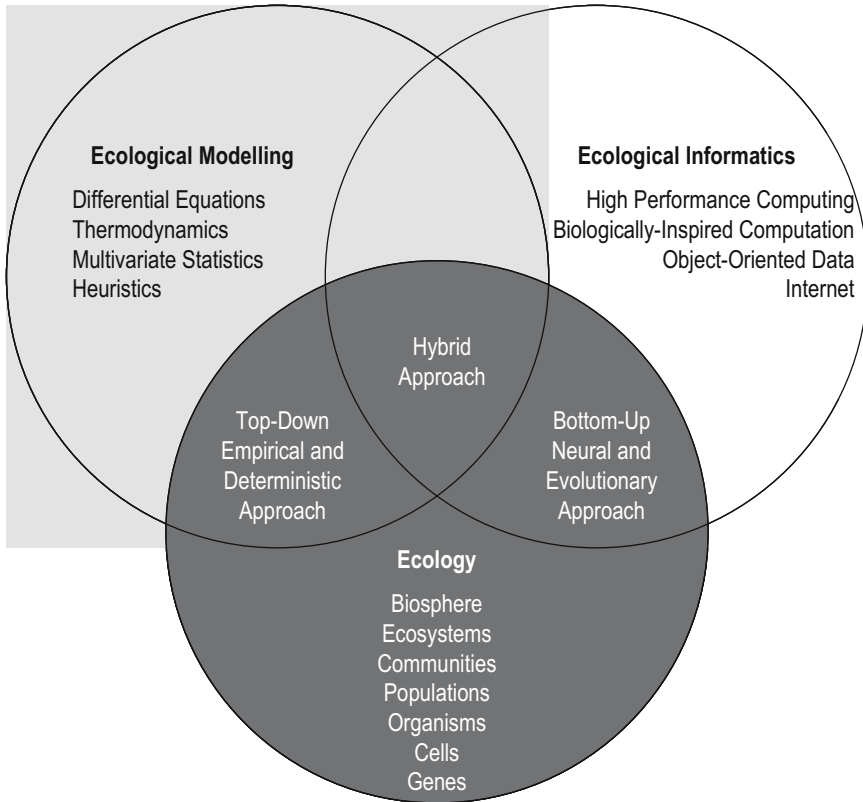 Ecological Modelling
Differential Equations
Thermodynamics
Multivariate Statistics
Heuristics
Ecological Informatics
High Performance Computing
Biologically-Inspired Computation
Object-Oriented Data
Internet
Hybrid
Approach
Top-Down
Empirical and
Deterministic
Approach
Bottom-Up
Neural and
Evolutionary
Approach
Ecology
Biosphere
Ecosystems
Communities
Populations
Organisms
Cells
Genes